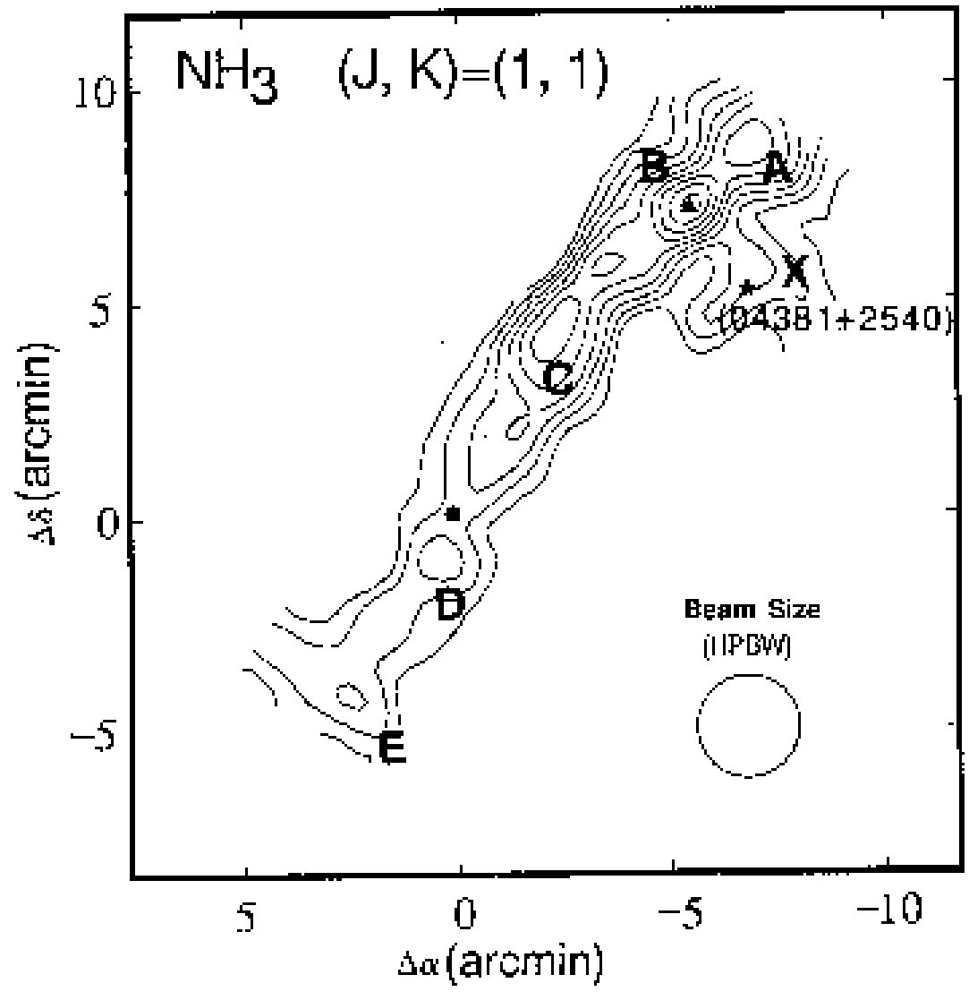 NH3 (J, K)=(1, 1)
10
B
A
X
5
(04381+2540)
C
Δδ(arcmin)
0
D
Beam Size
(HPBW)
−5
E
5 0 −5 −10
Δα(arcmin)